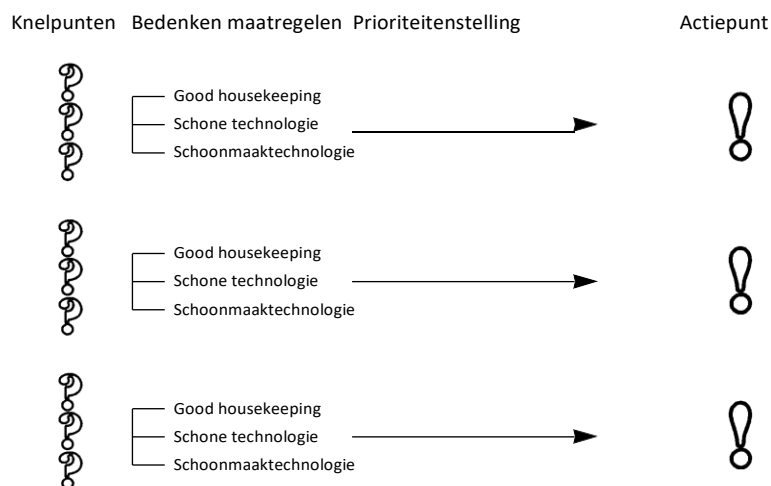 Knelpunten Bedenken maatregelen Prioriteitenstelling Actiepunt
Good housekeeping
Schone technologie
Schoonmaaktechnologie
Good housekeeping
Schone technologie
Schoonmaaktechnologie
Good housekeeping
Schone technologie
Schoonmaaktechnologie